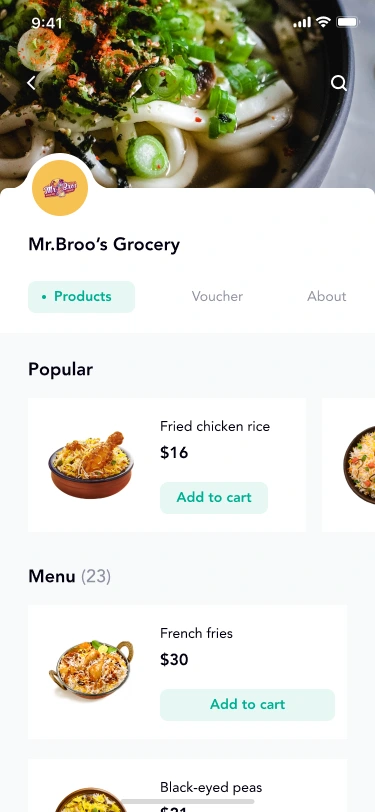 9:41
Mr.Broo's Grocery
• Products
Voucher
About
Popular
Fried chicken rice
$16
Add to cart
Menu (23)
French fries
$30
Add to cart
Black-eyed peas
$21